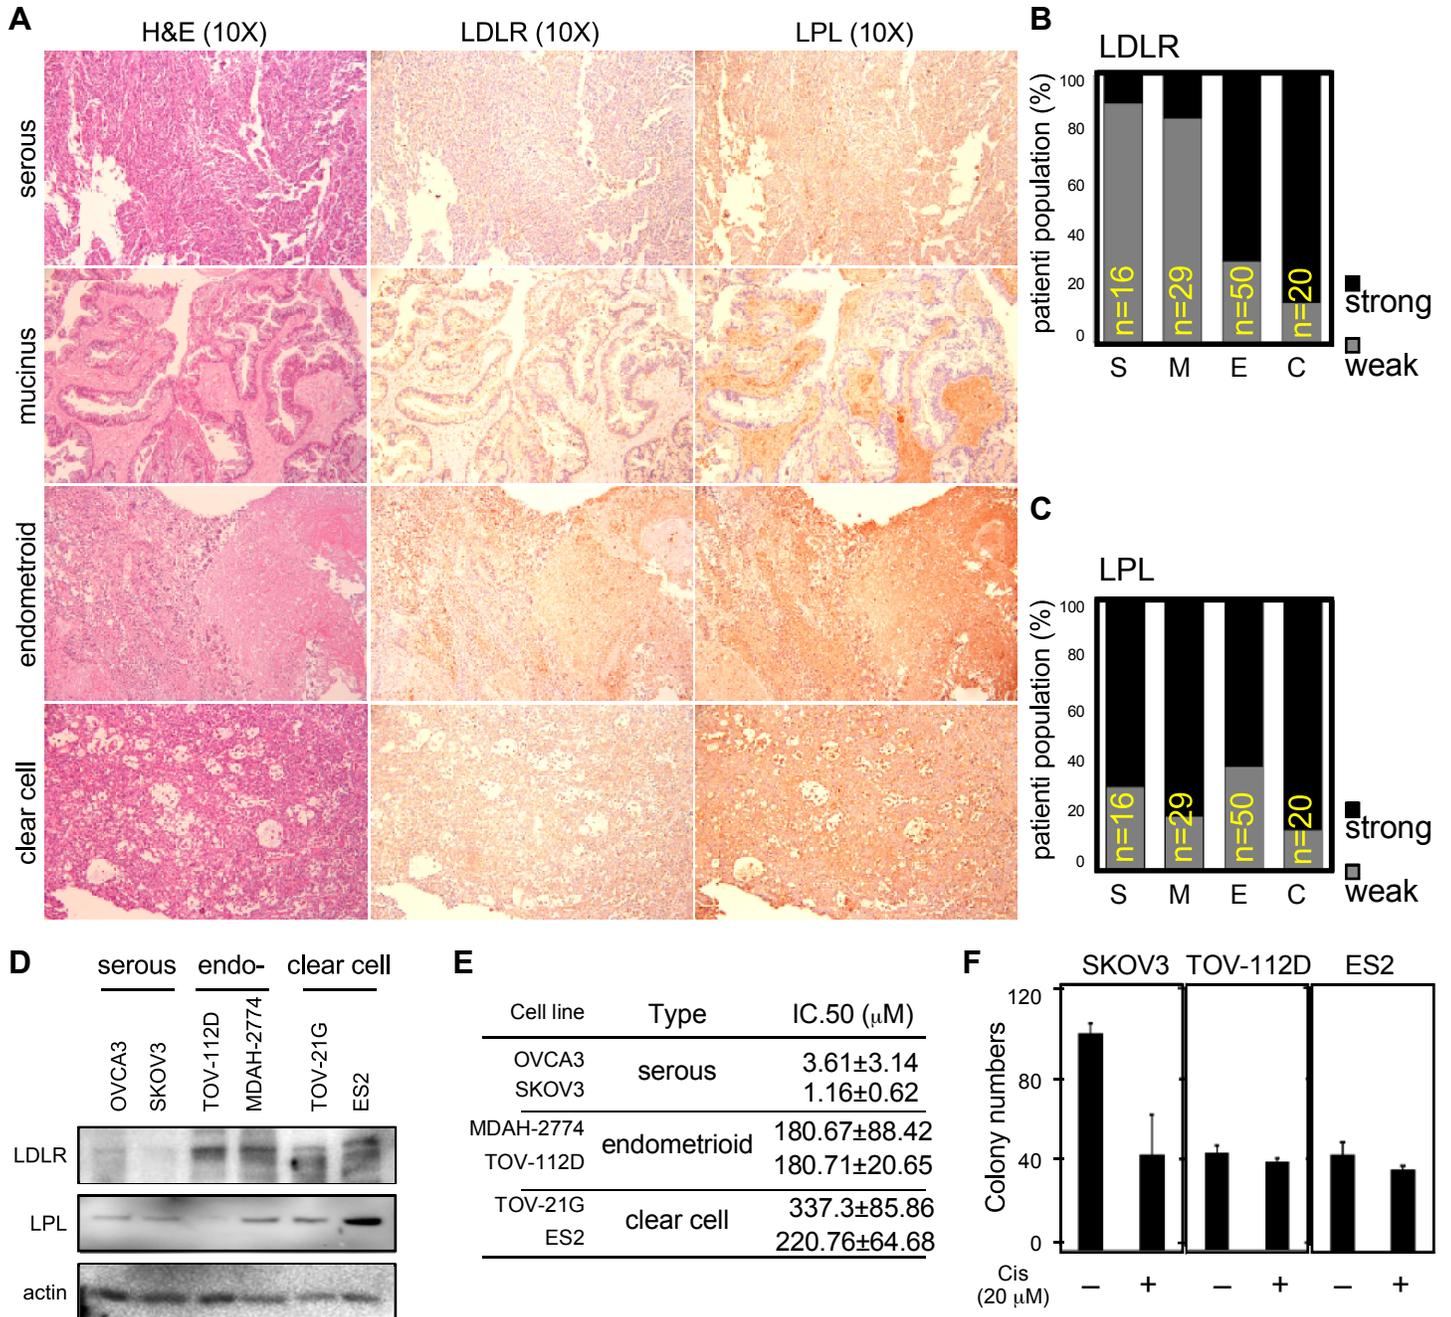 A
H&E (10X)
LDLR (10X)
LPL (10X)
serous
mucinus
endometroid
clear cell
B
LDLR
patienti population (%)
100
80
60
40
20
0
n=16
n=29
n=50
n=20
S
M
E
C
strong
weak
C
LPL
patienti population (%)
100
80
60
40
20
0
n=16
n=29
n=50
n=20
S
M
E
C
strong
weak
D
serous
endo-
clear cell
OVCA3
SKOV3
TOV-112D
MDAH-2774
TOV-21G
ES2
LDLR
LPL
actin
E
Cell line
Type
IC.50 (µM)
OVCA3
serous
3.61±3.14
SKOV3
1.16±0.62
MDAH-2774
endometrioid
180.67±88.42
TOV-112D
180.71±20.65
TOV-21G
clear cell
337.3±85.86
ES2
220.76±64.68
F
SKOV3
TOV-112D
ES2
Colony numbers
120
80
40
0
Cis
(20 µM)
– + – + – +